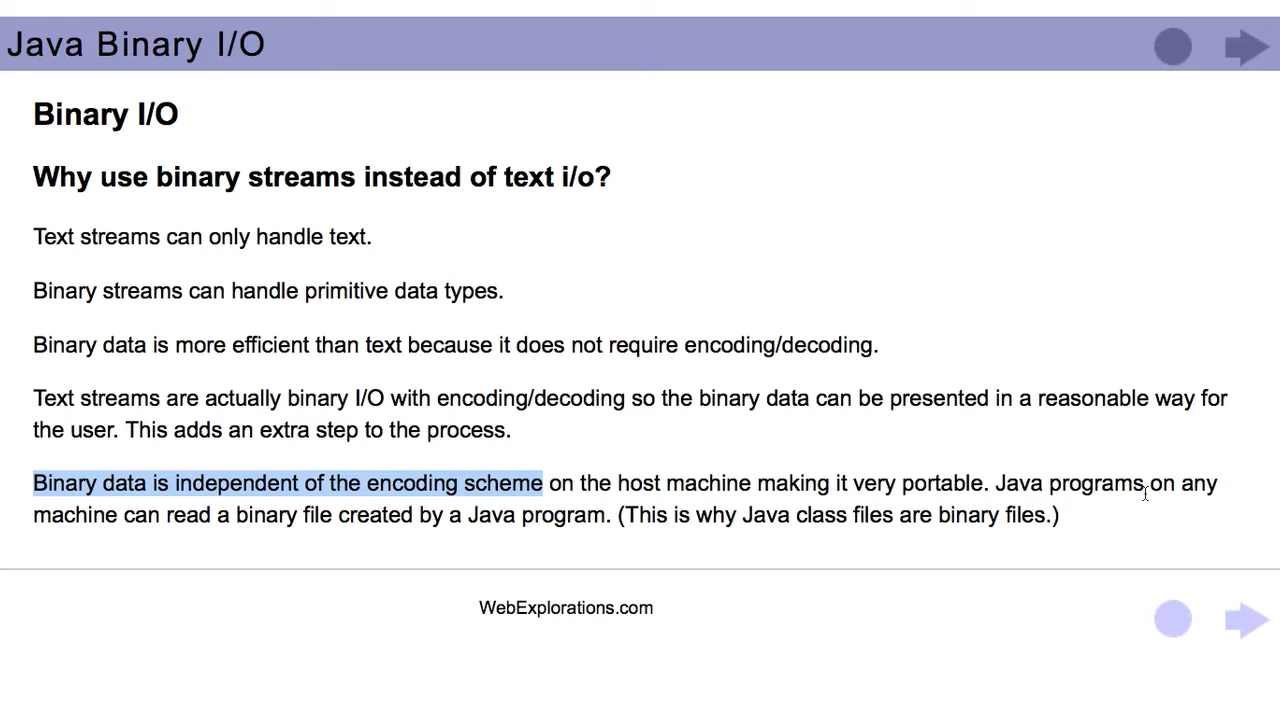 Java Binary I/O
Binary I/O
Why use binary streams instead of text i/o?
Text streams can only handle text.
Binary streams can handle primitive data types.
Binary data is more efficient than text because it does not require encoding/decoding.
Text streams are actually binary I/O with encoding/decoding so the binary data can be presented in a reasonable way for
the user. This adds an extra step to the process.
Binary data is independent of the encoding scheme on the host machine making it very portable. Java programs on any
machine can read a binary file created by a Java program. (This is why Java class files are binary files.)
WebExplorations.com